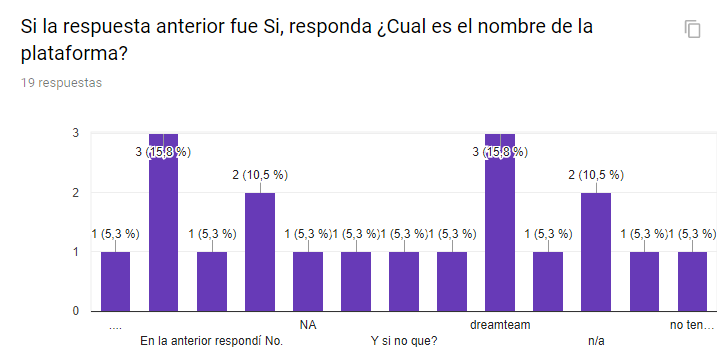 Si la respuesta anterior fue Si, responda ¿Cual es el nombre de la
plataforma?
19 respuestas
3
2
1
0
1 (5,3 %)
3 (15,8 %)
1 (5,3 %)
2 (10,5 %)
1 (5,3 %)
1 (5,3 %)
1 (5,3 %)
1 (5,3 %)
3 (15,8 %)
1 (5,3 %)
2 (10,5 %)
1 (5,3 %)
1 (5,3 %)
....
En la anterior respondí No.
NA
Y si no que?
dreamteam
n/a
no ten…